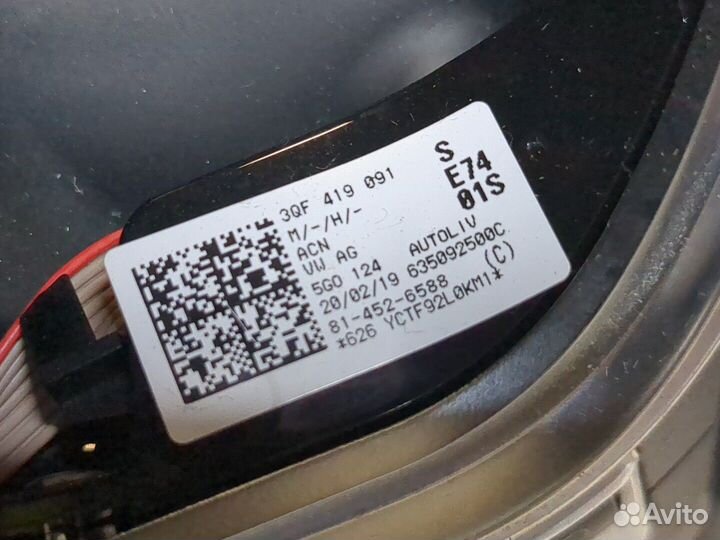 3QF 419 091
M/-/H/-
ACN
VW AG
5G0 124 AUTOLIV
20/02/19 635092500C
81-452-6588 (C)
*626 YCTF92L0KM1*
S
E74
01S
Avito